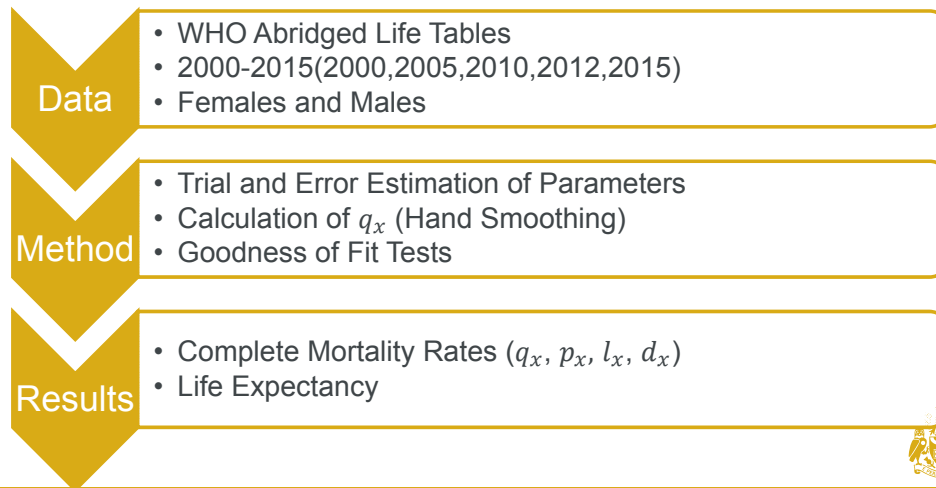 Data
• WHO Abridged Life Tables
• 2000-2015(2000,2005,2010,2012,2015)
• Females and Males
Method
• Trial and Error Estimation of Parameters
• Calculation of qₓ (Hand Smoothing)
• Goodness of Fit Tests
Results
• Complete Mortality Rates (qₓ, pₓ, lₓ, dₓ)
• Life Expectancy